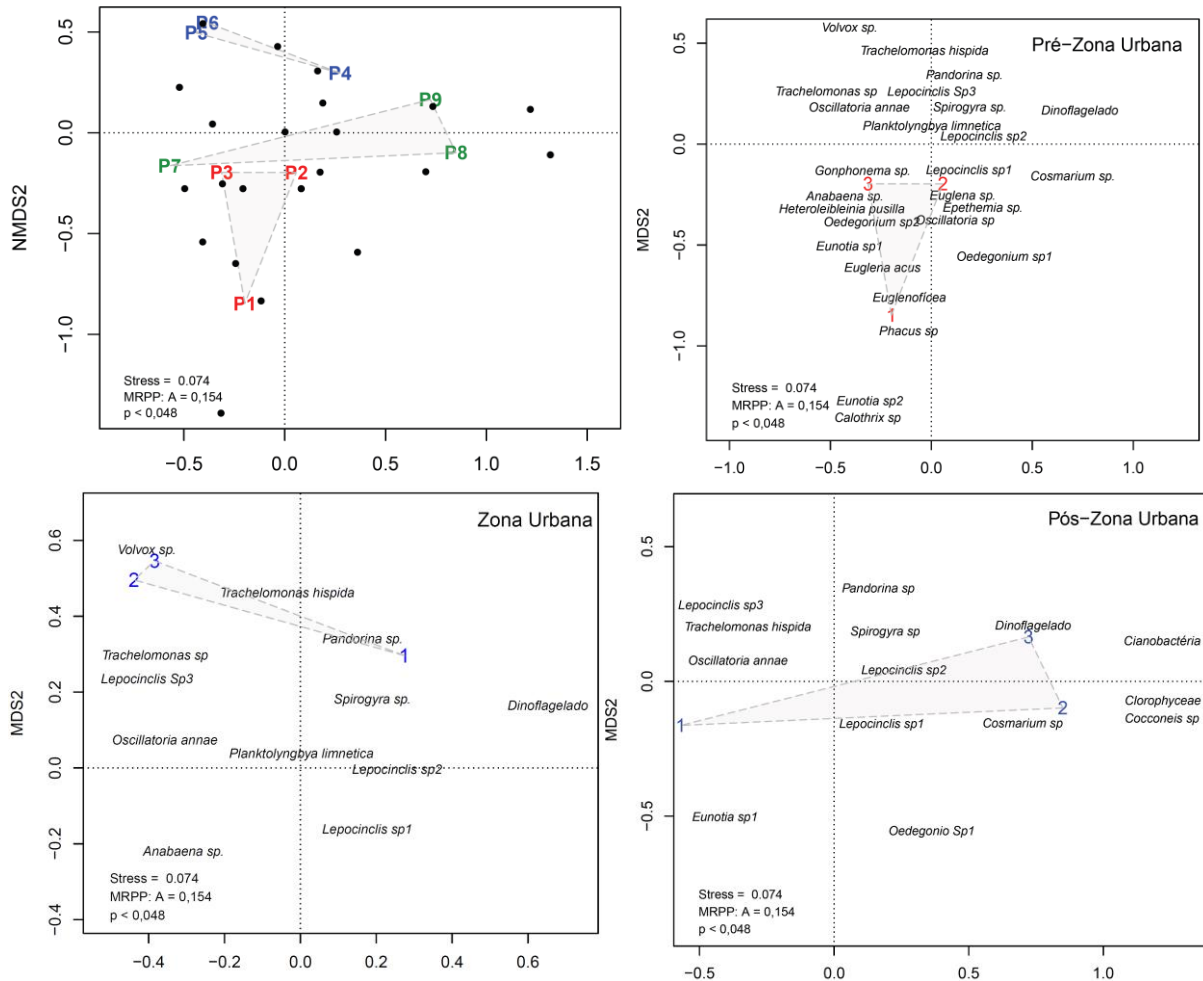 P6
P5
P4
P9
P8
P7
P3
P2
P1
Stress = 0.074
MRPP: A = 0,154
p < 0,048
NMDS2
0.5
0.0
−0.5
−1.0
−0.5
0.0
0.5
1.0
1.5
Pré−Zona Urbana
Volvox sp.
Trachelomonas hispida
Pandorina sp.
Trachelomonas sp
Lepocinclis Sp3
Oscillatoria annae
Spirogyra sp.
Dinoflagelado
Planktolyngbya limnetica
Lepocinclis sp2
Gonphonema sp.
Lepocinclis sp1
Cosmarium sp.
3
2
Anabaena sp.
Euglena sp.
Heteroleibleinia pusilla
Epethemia sp.
Oedegonium sp2
Oscillatoria sp
Eunotia sp1
Oedegonium sp1
Euglena acus
Euglenofícea
1
Phacus sp
Eunotia sp2
Calothrix sp
Stress = 0.074
MRPP: A = 0,154
p < 0,048
MDS2
0.5
0.0
−0.5
−1.0
−1.0
−0.5
0.0
0.5
1.0
Zona Urbana
Volvox sp.
3
2
Trachelomonas hispida
Pandorina sp.
1
Trachelomonas sp
Lepocinclis Sp3
Spirogyra sp.
Dinoflagelado
Oscillatoria annae
Planktolyngbya limnetica
Lepocinclis sp2
Lepocinclis sp1
Anabaena sp.
Stress = 0.074
MRPP: A = 0,154
p < 0,048
MDS2
0.6
0.4
0.2
0.0
−0.2
−0.4
−0.4
−0.2
0.0
0.2
0.4
0.6
Pós−Zona Urbana
Pandorina sp
Lepocinclis sp3
Trachelomonas hispida
Spirogyra sp
Dinoflagelado
3
Cianobactéria
Oscillatoria annae
Lepocinclis sp2
Clorophyceae
2
1
Lepocinclis sp1
Cosmarium sp
Cocconeis sp
Eunotia sp1
Oedegonio Sp1
Stress = 0.074
MRPP: A = 0,154
p < 0,048
MDS2
0.5
0.0
−0.5
−0.5
0.0
0.5
1.0